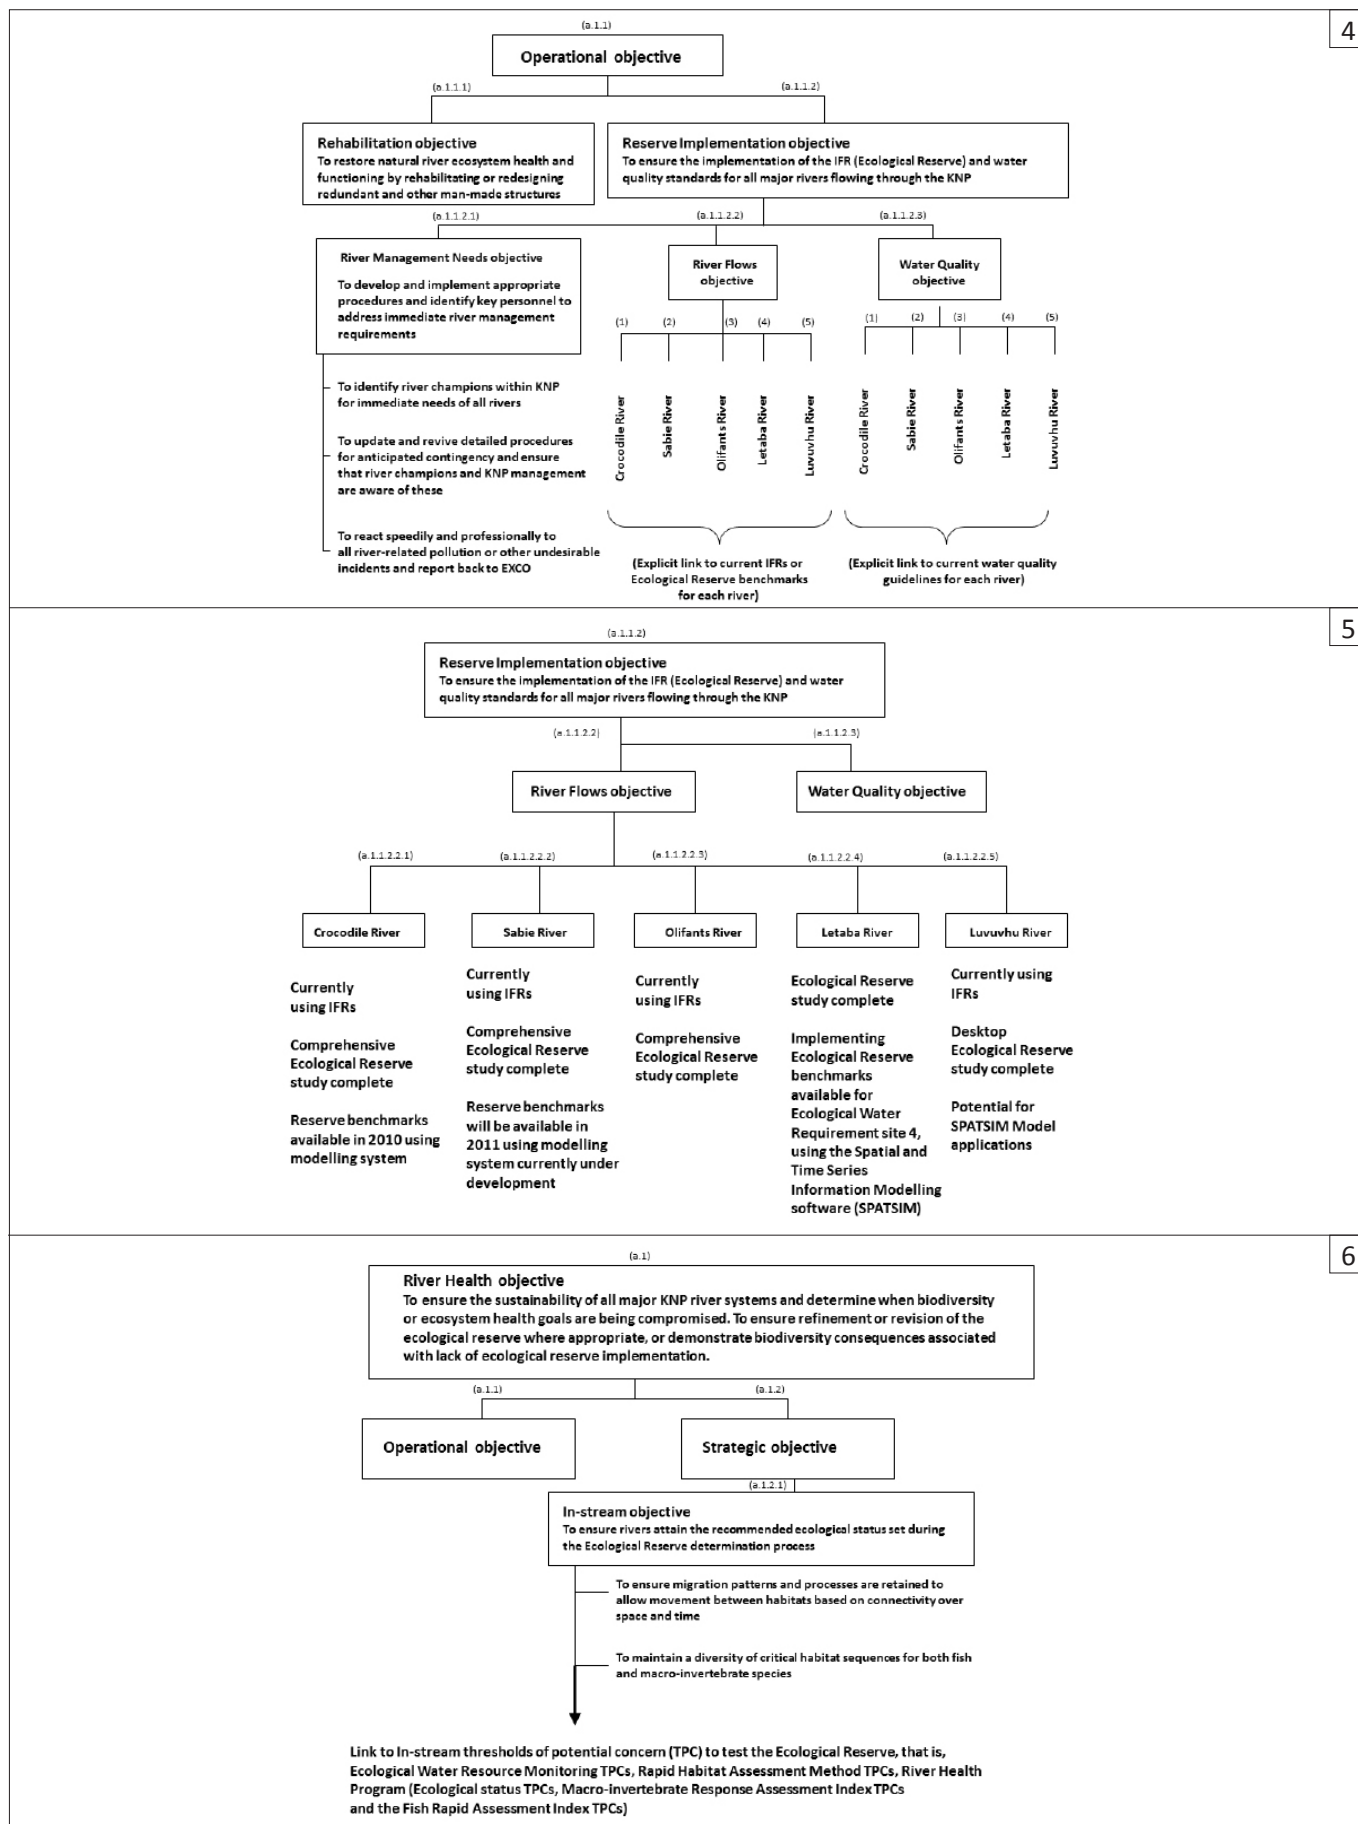 4
(a.1.1)
Operational objective
(a.1.1.1)
(a.1.1.2)
Rehabilitation objective
To restore natural river ecosystem health and
functioning by rehabilitating or redesigning
redundant and other man-made structures
Reserve Implementation objective
To ensure the implementation of the IFR (Ecological Reserve) and water
quality standards for all major rivers flowing through the KNP
(a.1.1.2.1)
(a.1.1.2.2)
(a.1.1.2.3)
River Management Needs objective
To develop and implement appropriate
procedures and identify key personnel to
address immediate river management
requirements
River Flows
objective
Water Quality
objective
(1)
(2)
(3)
(4)
(5)
(1)
(2)
(3)
(4)
(5)
To identify river champions within KNP
for immediate needs of all rivers
To update and revive detailed procedures
for anticipated contingency and ensure
that river champions and KNP management
are aware of these
To react speedily and professionally to
all river-related pollution or other undesirable
incidents and report back to EXCO
Crocodile River
Sabie River
Olifants River
Letaba River
Luvuvhu River
Crocodile River
Sabie River
Olifants River
Letaba River
Luvuvhu River
(Explicit link to current IFRs or
Ecological Reserve benchmarks
for each river)
(Explicit link to current water quality
guidelines for each river)
5
(a.1.1.2)
Reserve Implementation objective
To ensure the implementation of the IFR (Ecological Reserve) and water
quality standards for all major rivers flowing through the KNP
(a.1.1.2.2)
(a.1.1.2.3)
River Flows objective
Water Quality objective
(a.1.1.2.2.1)
(a.1.1.2.2.2)
(a.1.1.2.2.3)
(a.1.1.2.2.4)
(a.1.1.2.2.5)
Crocodile River
Sabie River
Olifants River
Letaba River
Luvuvhu River
Currently
using IFRs
Comprehensive
Ecological Reserve
study complete
Reserve benchmarks
available in 2010 using
modelling system
Currently
using IFRs
Comprehensive
Ecological Reserve
study complete
Reserve benchmarks
will be available in
2011 using modelling
system currently under
development
Currently
using IFRs
Comprehensive
Ecological Reserve
study complete
Ecological Reserve
study complete
Implementing
Ecological Reserve
benchmarks
available for
Ecological Water
Requirement site 4,
using the Spatial and
Time Series
Information Modelling
software (SPATSIM)
Currently using
IFRs
Desktop
Ecological Reserve
study complete
Potential for
SPATSIM Model
applications
6
(a.1)
River Health objective
To ensure the sustainability of all major KNP river systems and determine when biodiversity
or ecosystem health goals are being compromised. To ensure refinement or revision of the
ecological reserve where appropriate, or demonstrate biodiversity consequences associated
with lack of ecological reserve implementation.
(a.1.1)
(a.1.2)
Operational objective
Strategic objective
(a.1.2.1)
In-stream objective
To ensure rivers attain the recommended ecological status set during
the Ecological Reserve determination process
To ensure migration patterns and processes are retained to
allow movement between habitats based on connectivity over
space and time
To maintain a diversity of critical habitat sequences for both fish
and macro-invertebrate species
Link to In-stream thresholds of potential concern (TPC) to test the Ecological Reserve, that is,
Ecological Water Resource Monitoring TPCs, Rapid Habitat Assessment Method TPCs, River Health
Program (Ecological status TPCs, Macro-invertebrate Response Assessment Index TPCs
and the Fish Rapid Assessment Index TPCs)